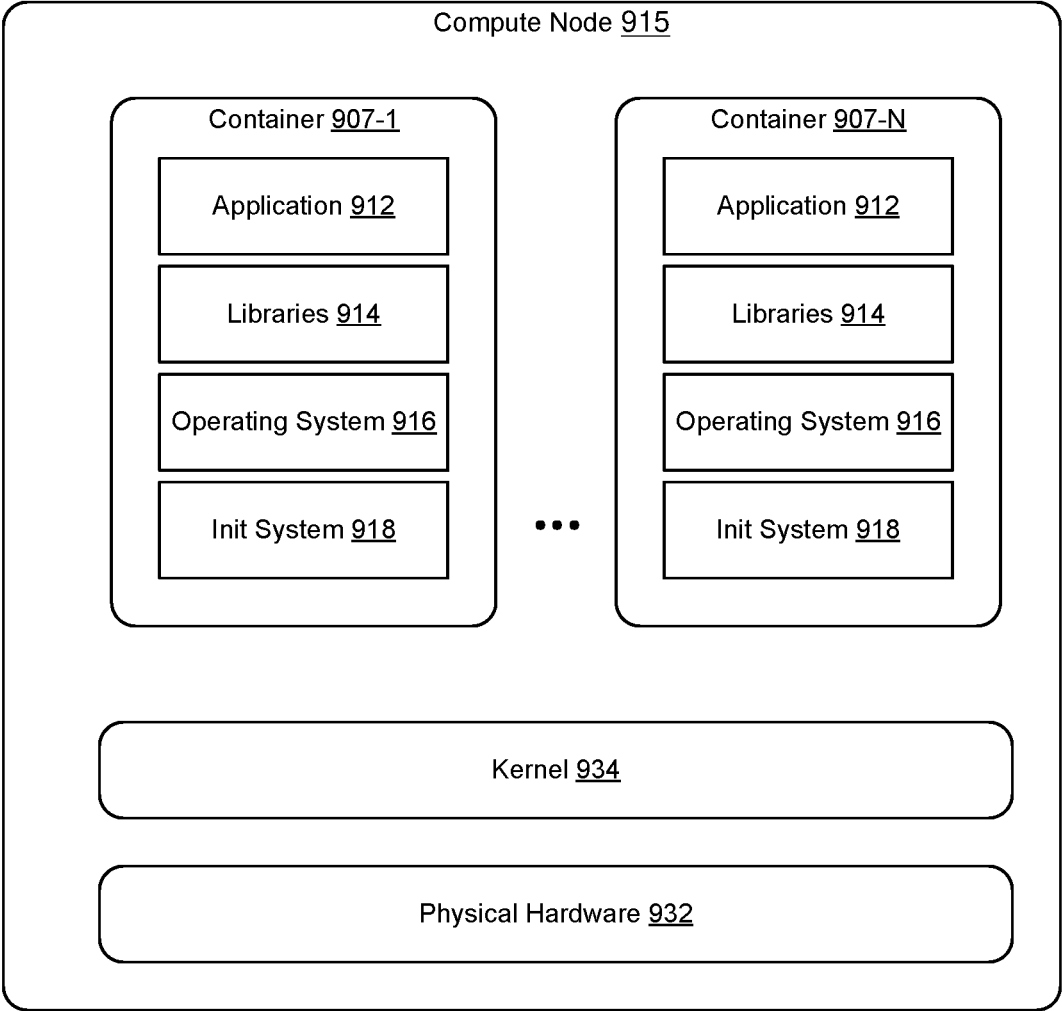 Compute Node 915
Container 907-1
Application 912
Libraries 914
Operating System 916
Init System 918
...
Container 907-N
Application 912
Libraries 914
Operating System 916
Init System 918
Kernel 934
Physical Hardware 932